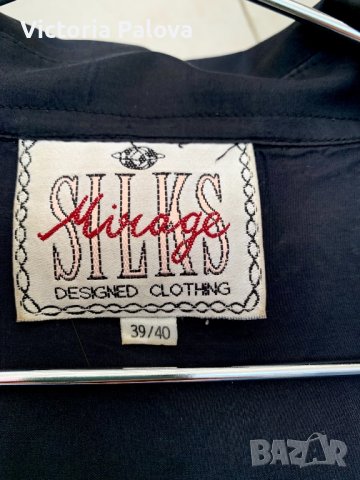 Victoria Palova
SILKS
Mirage
DESIGNED CLOTHING
39/40
BAZAR